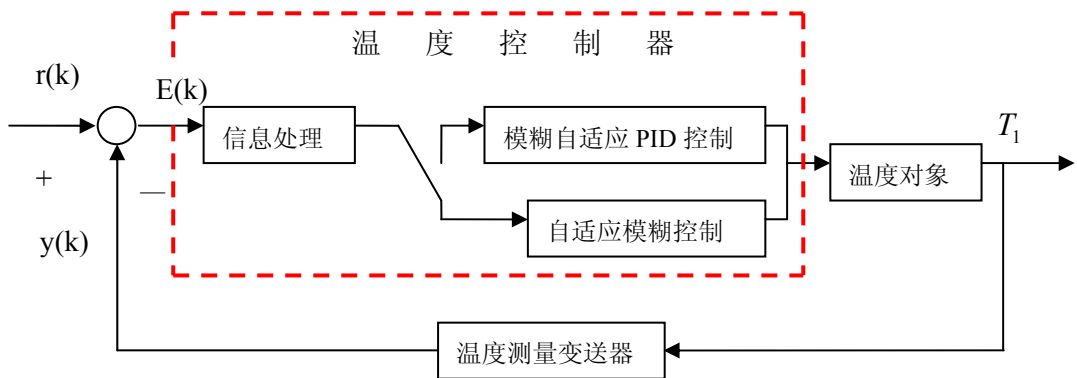 温 度 控 制 器
r(k)
E(k)
信息处理
模糊自适应 PID 控制
T₁
温度对象
+
—
自适应模糊控制
y(k)
温度测量变送器